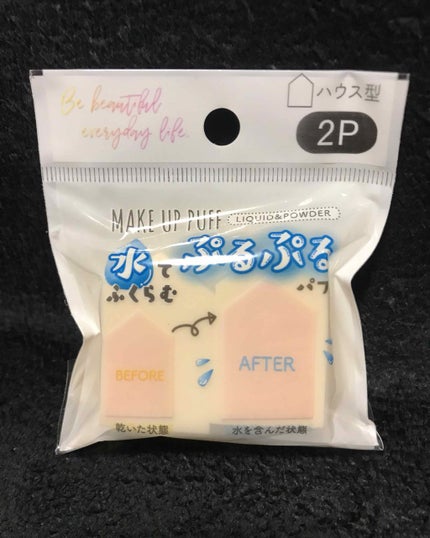 Be beautiful
everyday life.
ハウス型
2P
MAKE UP PUFF LIQUID&POWDER
水で ぷるぷる
ふくらむ パフ
BEFORE
AFTER
乾いた状態
水を含んだ状態